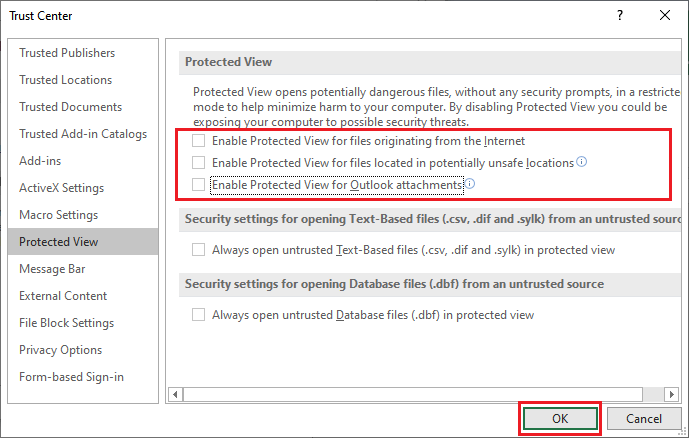 Trust Center
?
Trusted Publishers
Trusted Locations
Trusted Documents
Trusted Add-in Catalogs
Add-ins
ActiveX Settings
Macro Settings
Protected View
Message Bar
External Content
File Block Settings
Privacy Options
Form-based Sign-in
Protected View
Protected View opens potentially dangerous files, without any security prompts, in a restricted
mode to help minimize harm to your computer. By disabling Protected View you could be
exposing your computer to possible security threats.
Enable Protected View for files originating from the Internet
Enable Protected View for files located in potentially unsafe locations
Enable Protected View for Outlook attachments
Security settings for opening Text-Based files (.csv, .dif and .sylk) from an untrusted source
Always open untrusted Text-Based files (.csv, .dif and .sylk) in protected view
Security settings for opening Database files (.dbf) from an untrusted source
Always open untrusted Database files (.dbf) in protected view
OK
Cancel